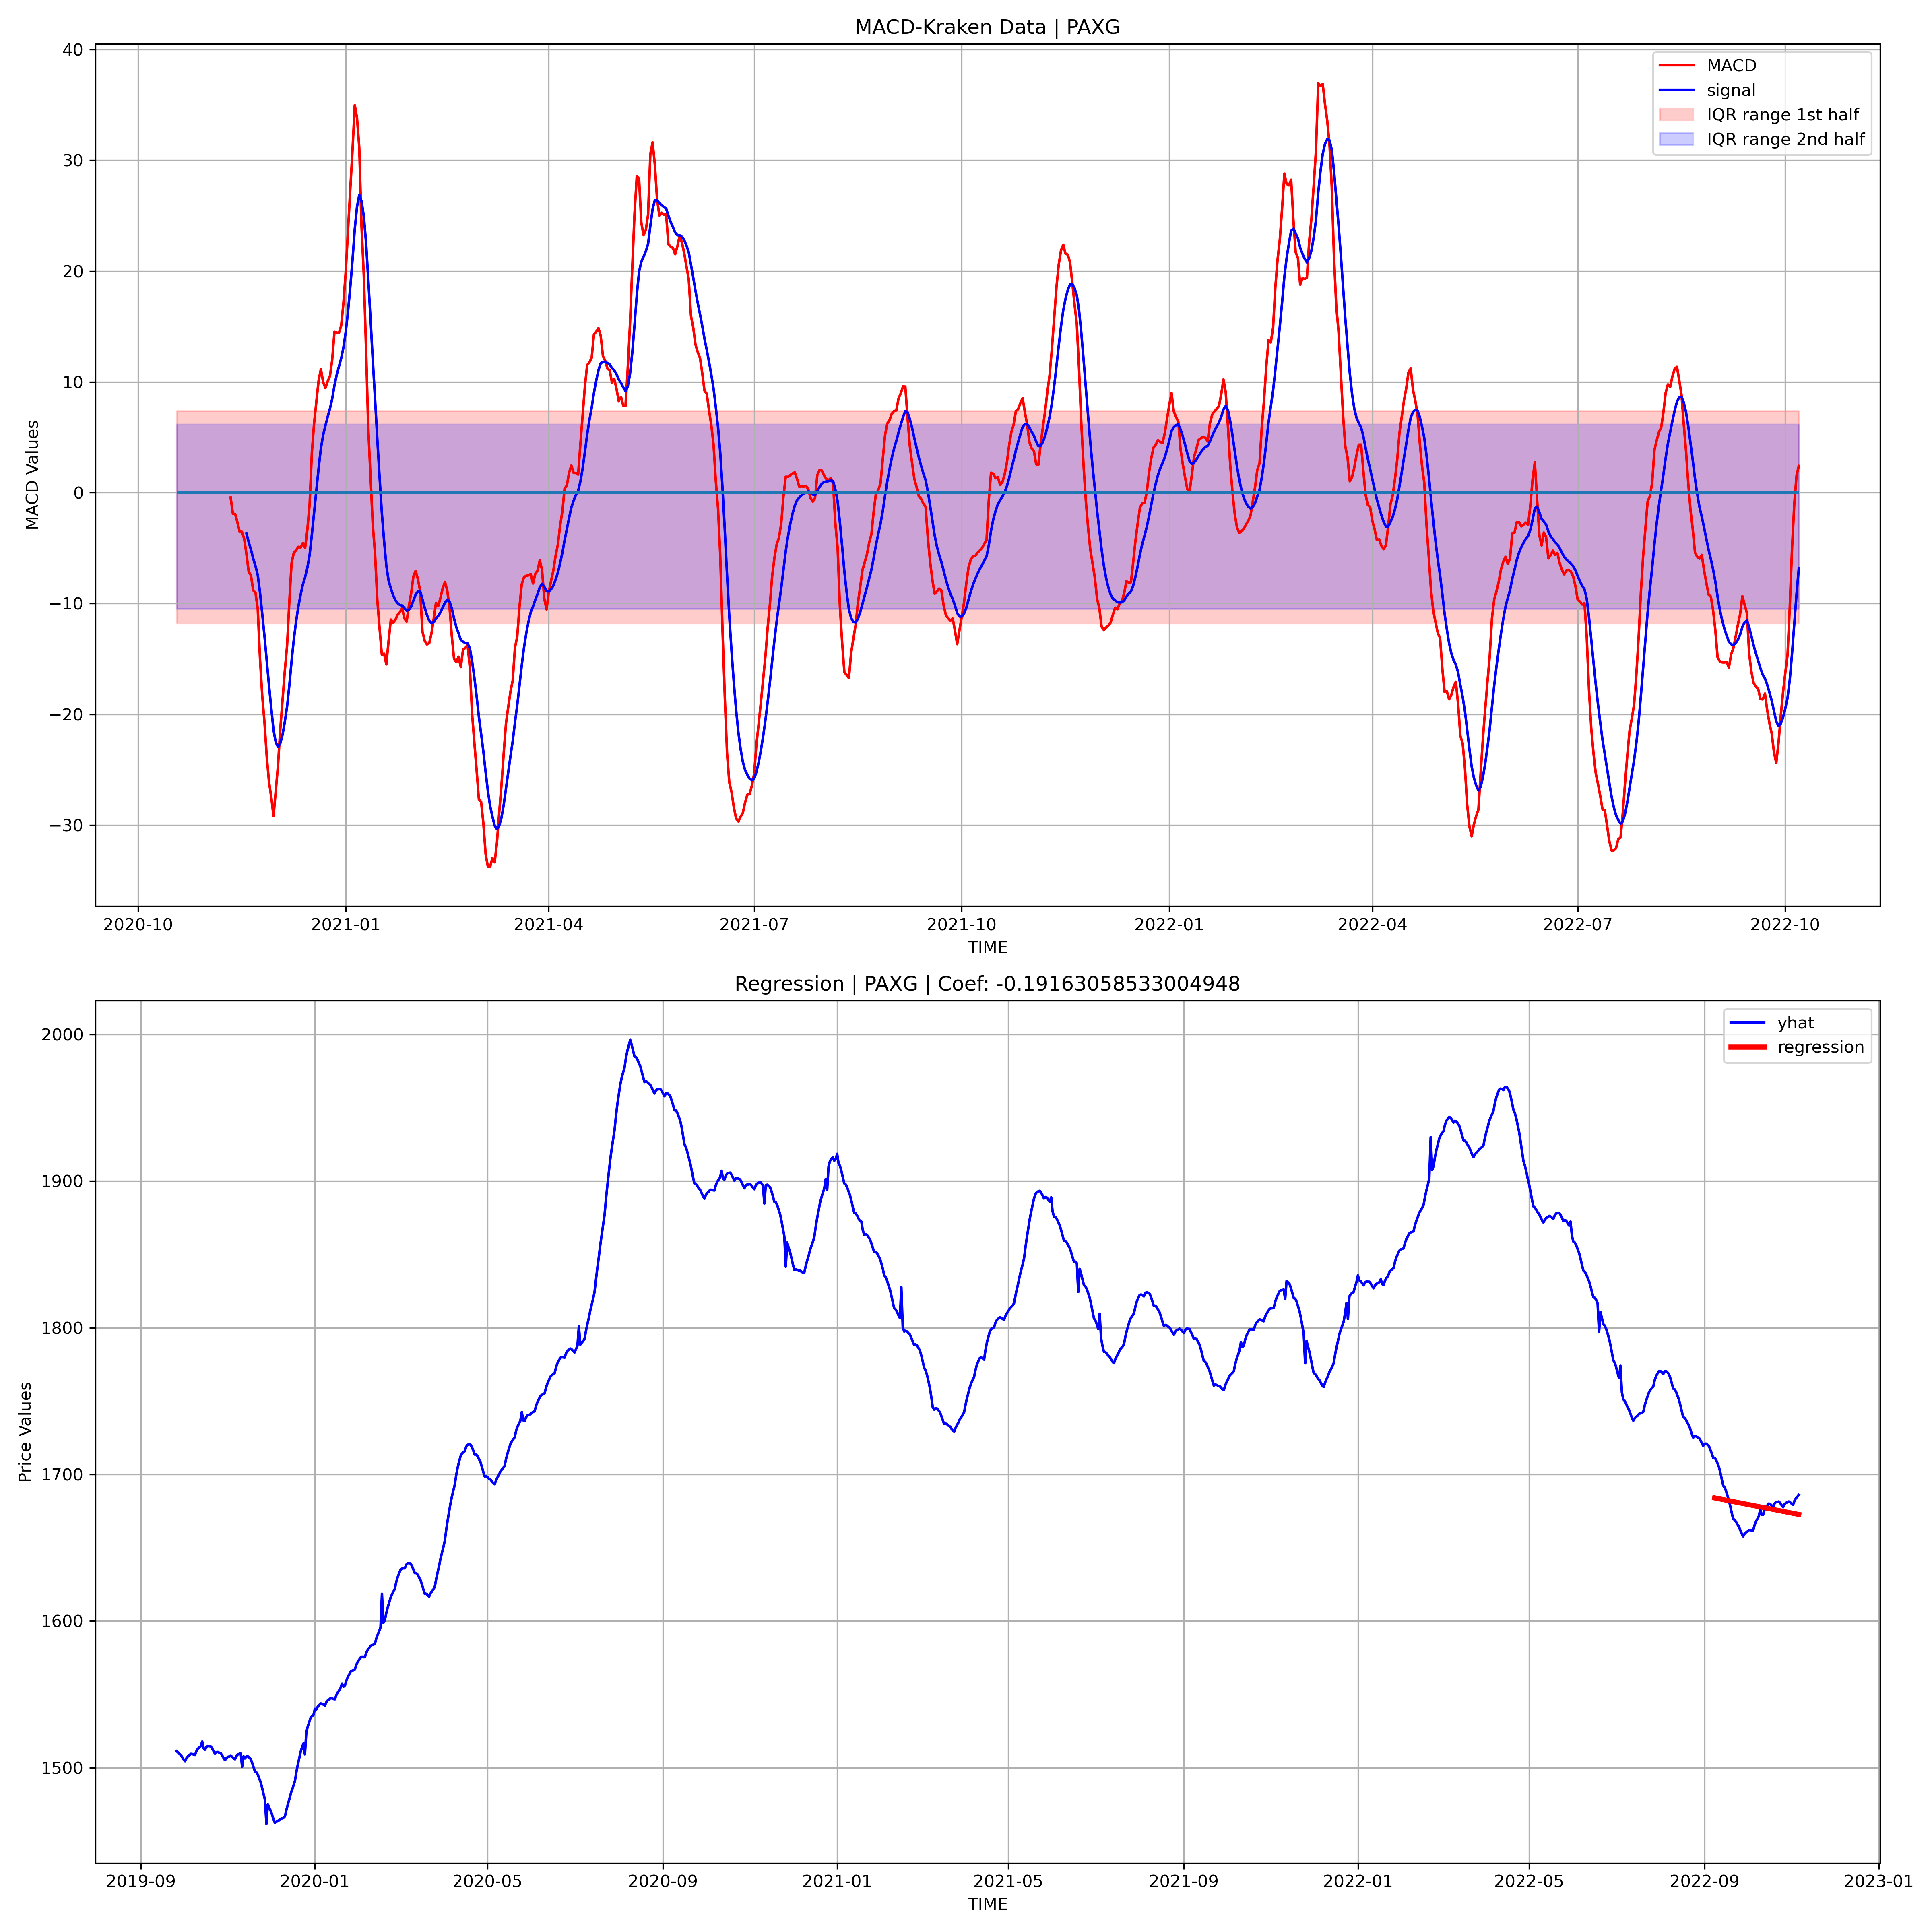 MACD-Kraken Data | PAXG
MACD
signal
IQR range 1st half
IQR range 2nd half
MACD Values
40
30
20
10
0
−10
−20
−30
2020-10 2021-01 2021-04 2021-07 2021-10 2022-01 2022-04 2022-07 2022-10
TIME
Regression | PAXG | Coef: -0.19163058533004948
yhat
regression
Price Values
2000
1900
1800
1700
1600
1500
2019-09 2020-01 2020-05 2020-09 2021-01 2021-05 2021-09 2022-01 2022-05 2022-09 2023-01
TIME